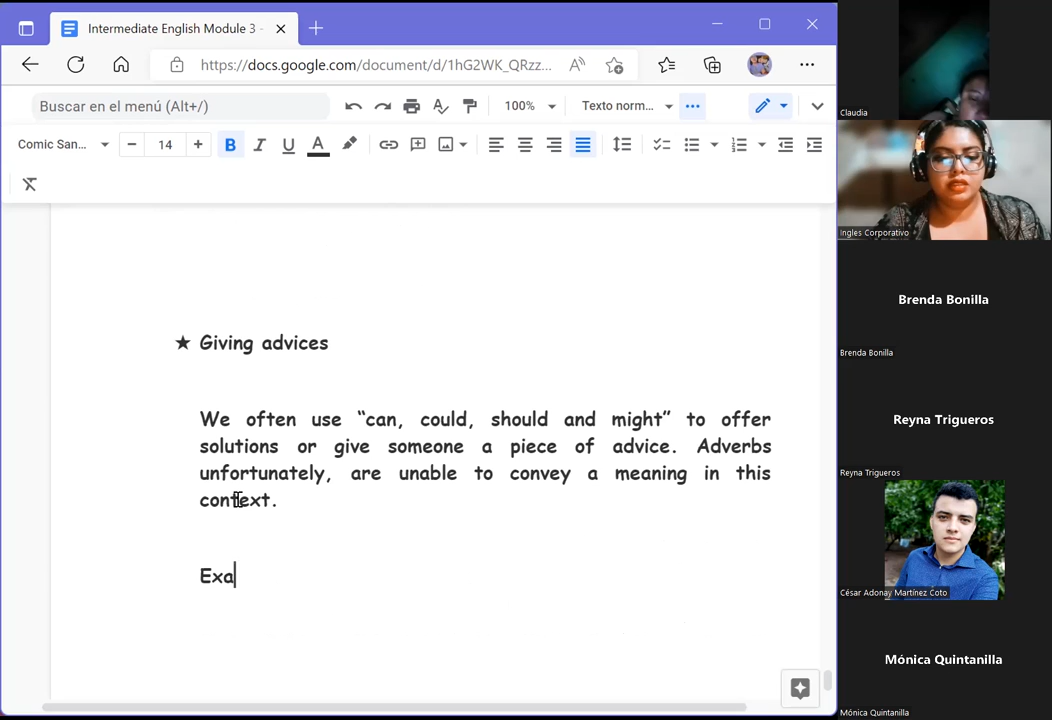 Intermediate English Module 3 -
https://docs.google.com/document/d/1hG2WK_QRzz...
Buscar en el menú (Alt+/)
100%
Texto norm...
Comic San...
14
B
I
U
A
★ Giving advices
We often use “can, could, should and might” to offer
solutions or give someone a piece of advice. Adverbs
unfortunately, are unable to convey a meaning in this
context.
Exa
Claudia
Ingles Corporativo
Brenda Bonilla
Brenda Bonilla
Reyna Trigueros
Reyna Trigueros
César Adonay Martínez Coto
Mónica Quintanilla
Mónica Quintanilla